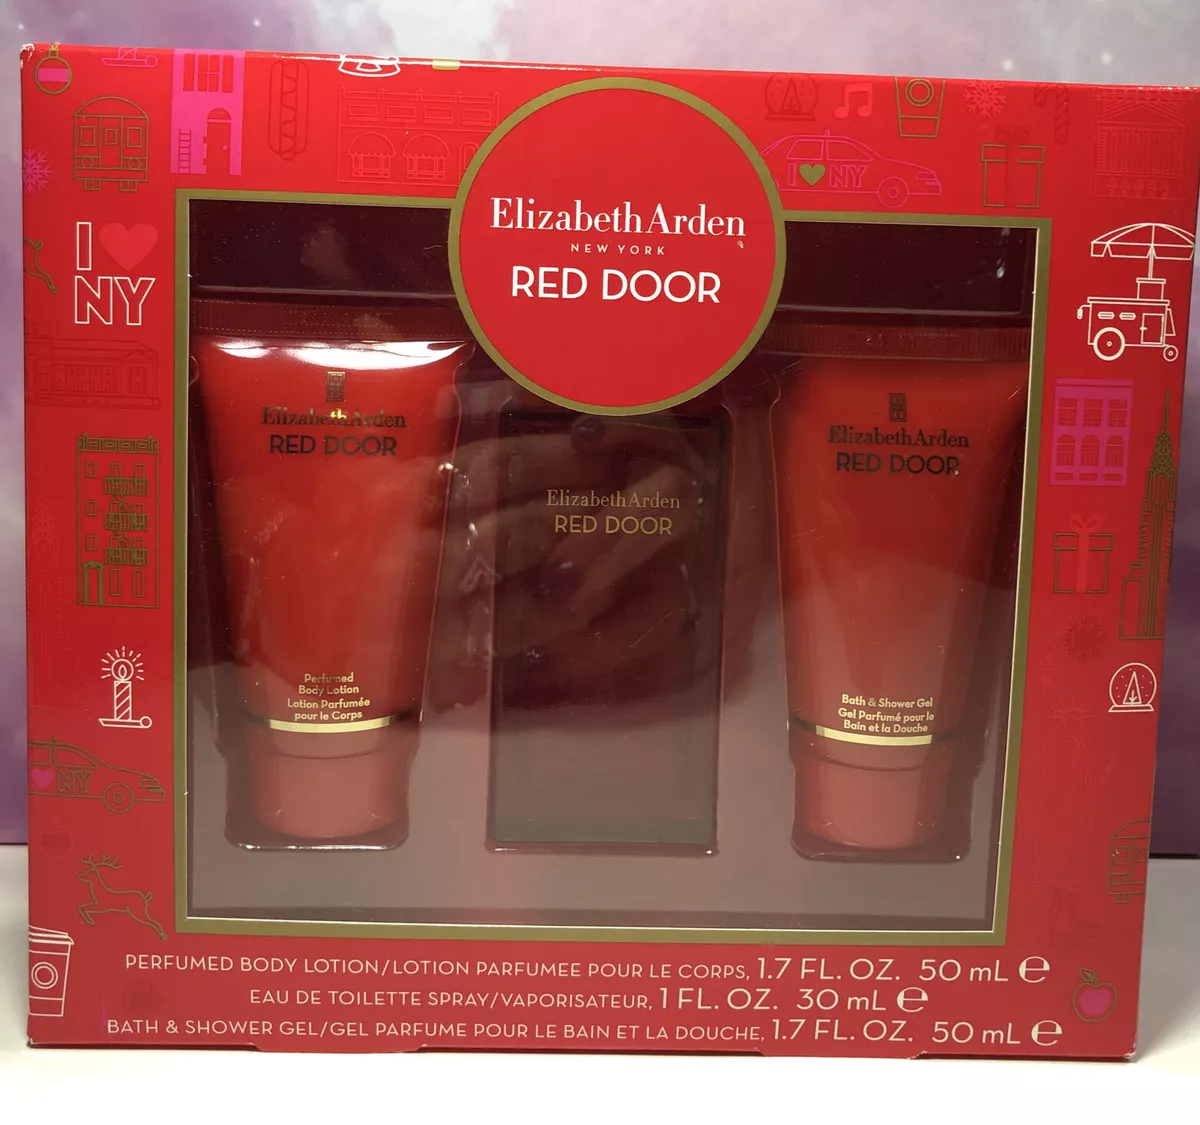 Elizabeth Arden
NEW YORK
RED DOOR
I ♥ NY
I ♥ NY
Elizabeth Arden
RED DOOR
Perfumed
Body Lotion
Lotion Parfumée
pour le Corps
Elizabeth Arden
RED DOOR
Elizabeth Arden
RED DOOR
Bath & Shower Gel
Gel Parfumé pour le
Bain et la Douche
♥ NY
PERFUMED BODY LOTION/LOTION PARFUMEE POUR LE CORPS, 1.7 FL. OZ. 50 mL ℮
EAU DE TOILETTE SPRAY/VAPORISATEUR, 1 FL. OZ. 30 mL ℮
BATH & SHOWER GEL/GEL PARFUME POUR LE BAIN ET LA DOUCHE, 1.7 FL. OZ. 50 mL ℮